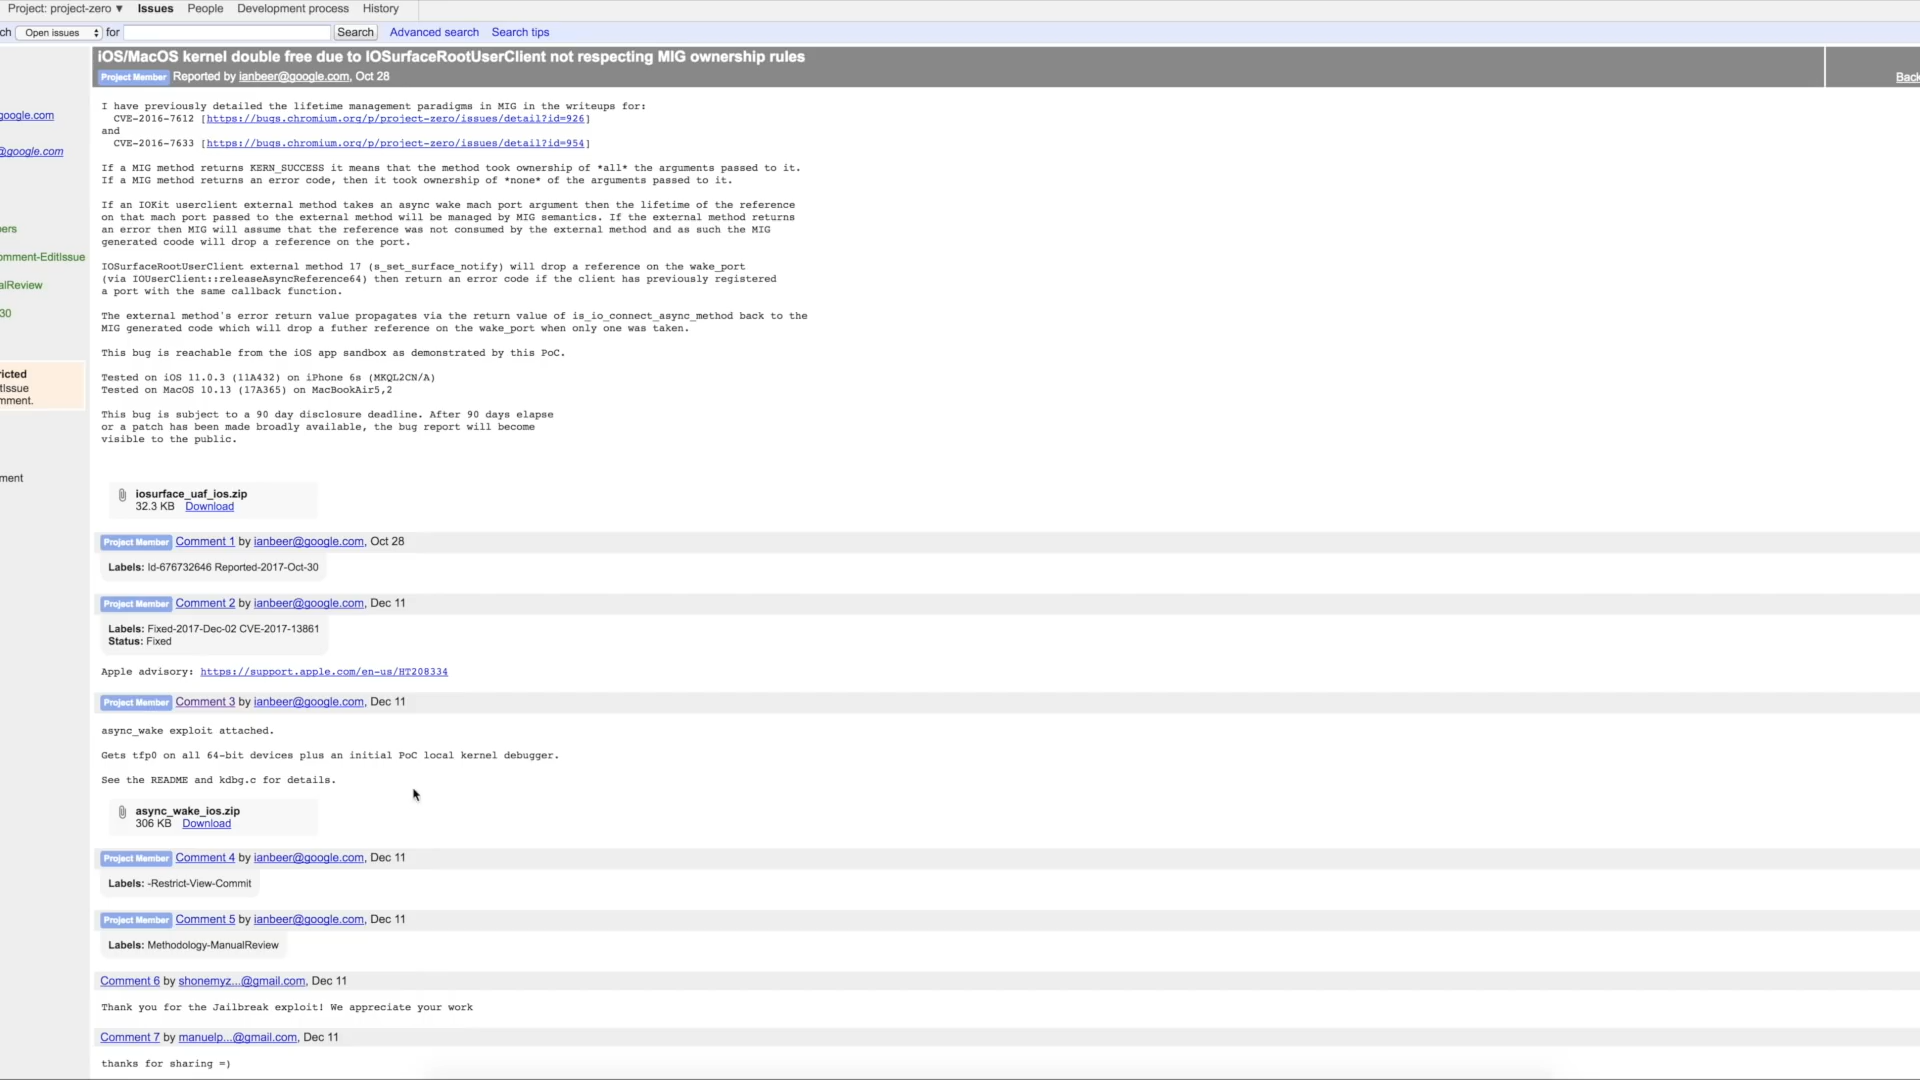 Project: project-zero ▼ Issues People Development process History
ch Open issues for Search Advanced search Search tips
iOS/MacOS kernel double free due to IOSurfaceRootUserClient not respecting MIG ownership rules
Project Member Reported by ianbeer@google.com, Oct 28
Back
google.com
@google.com
ers
omment-EditIssue
alReview
30
ricted
tIssue
mment.
ment
I have previously detailed the lifetime management paradigms in MIG in the writeups for:
CVE-2016-7612 [https://bugs.chromium.org/p/project-zero/issues/detail?id=926]
and
CVE-2016-7633 [https://bugs.chromium.org/p/project-zero/issues/detail?id=954]
If a MIG method returns KERN_SUCCESS it means that the method took ownership of *all* the arguments passed to it.
If a MIG method returns an error code, then it took ownership of *none* of the arguments passed to it.
If an IOKit userclient external method takes an async wake mach port argument then the lifetime of the reference
on that mach port passed to the external method will be managed by MIG semantics. If the external method returns
an error then MIG will assume that the reference was not consumed by the external method and as such the MIG
generated coode will drop a reference on the port.
IOSurfaceRootUserClient external method 17 (s_set_surface_notify) will drop a reference on the wake_port
(via IOUserClient::releaseAsyncReference64) then return an error code if the client has previously registered
a port with the same callback function.
The external method's error return value propagates via the return value of is_io_connect_async_method back to the
MIG generated code which will drop a futher reference on the wake_port when only one was taken.
This bug is reachable from the iOS app sandbox as demonstrated by this PoC.
Tested on iOS 11.0.3 (11A432) on iPhone 6s (MKQL2CN/A)
Tested on MacOS 10.13 (17A365) on MacBookAir5,2
This bug is subject to a 90 day disclosure deadline. After 90 days elapse
or a patch has been made broadly available, the bug report will become
visible to the public.
iosurface_uaf_ios.zip
32.3 KB Download
Project Member Comment 1 by ianbeer@google.com, Oct 28
Labels: Id-676732646 Reported-2017-Oct-30
Project Member Comment 2 by ianbeer@google.com, Dec 11
Labels: Fixed-2017-Dec-02 CVE-2017-13861
Status: Fixed
Apple advisory: https://support.apple.com/en-us/HT208334
Project Member Comment 3 by ianbeer@google.com, Dec 11
async_wake exploit attached.
Gets tfp0 on all 64-bit devices plus an initial PoC local kernel debugger.
See the README and kdbg.c for details.
async_wake_ios.zip
306 KB Download
Project Member Comment 4 by ianbeer@google.com, Dec 11
Labels: -Restrict-View-Commit
Project Member Comment 5 by ianbeer@google.com, Dec 11
Labels: Methodology-ManualReview
Comment 6 by shonemyz...@gmail.com, Dec 11
Thank you for the Jailbreak exploit! We appreciate your work
Comment 7 by manuelp...@gmail.com, Dec 11
thanks for sharing =)